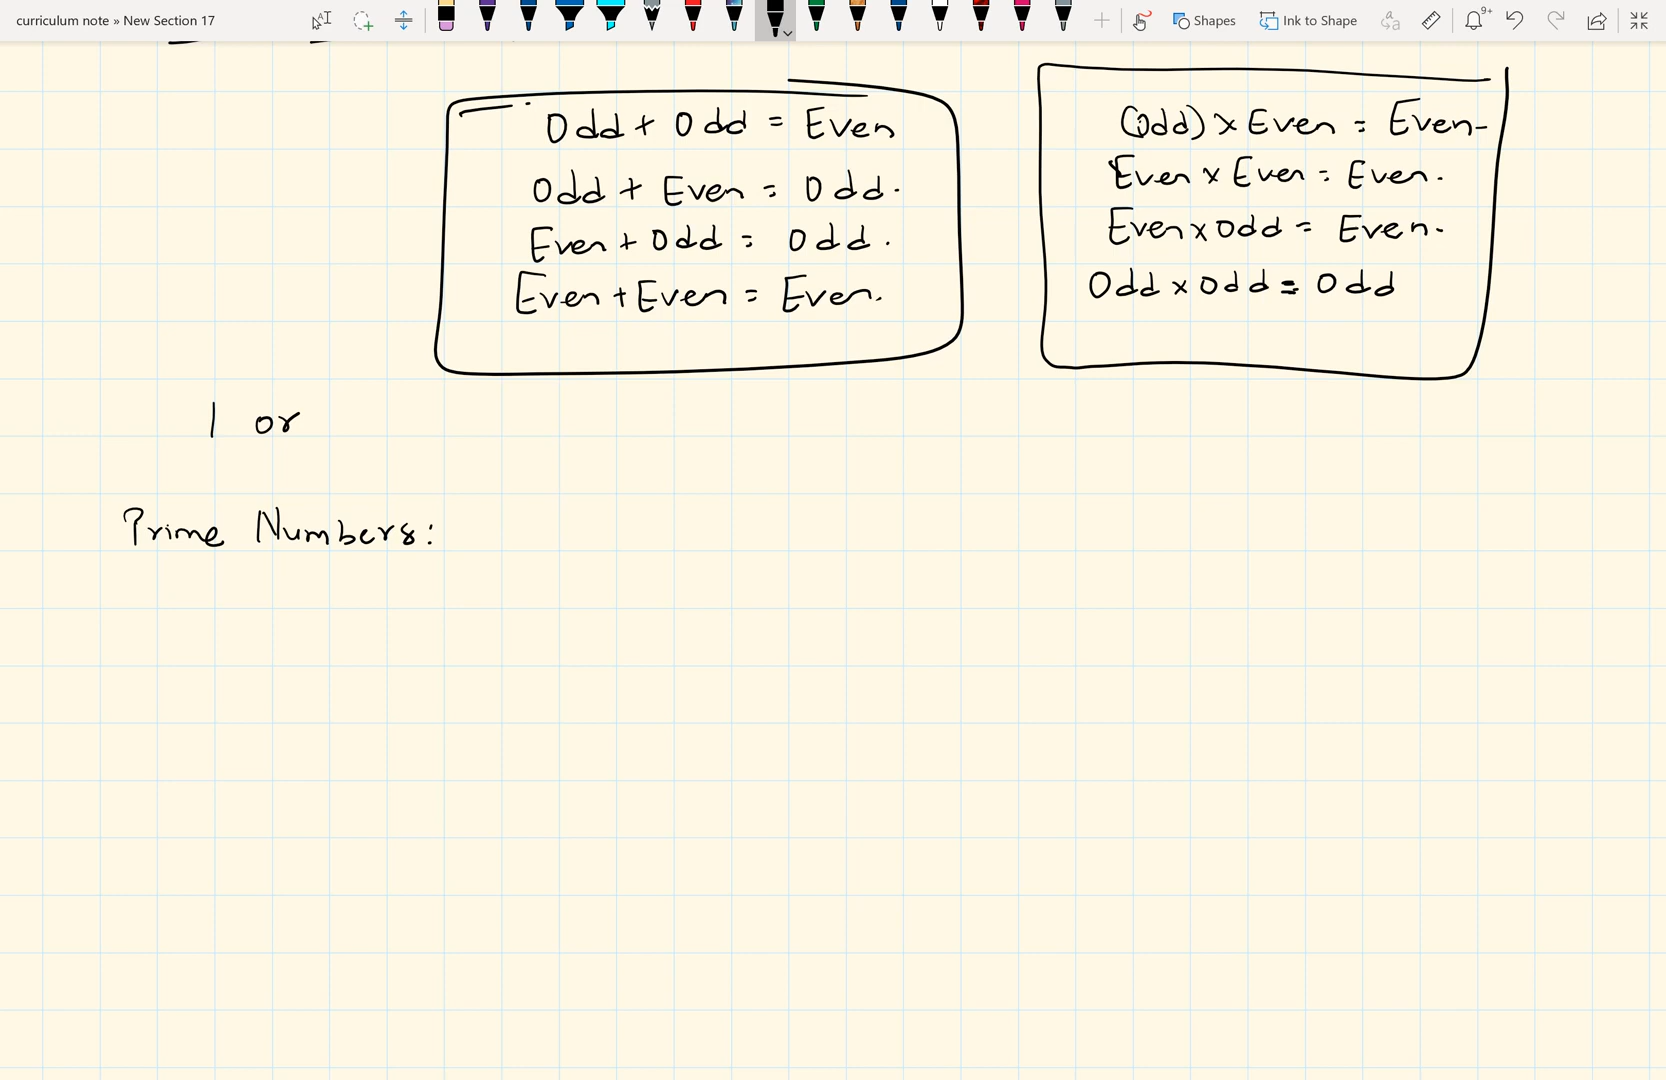 curriculum note » New Section 17
Shapes
Ink to Shape
9+
Odd + Odd = Even
Odd + Even = Odd.
Even + Odd = Odd.
Even + Even = Even.
(Odd) x Even = Even-
Even x Even = Even.
Even x Odd = Even.
Odd x Odd = Odd
1 or
Prime Numbers: